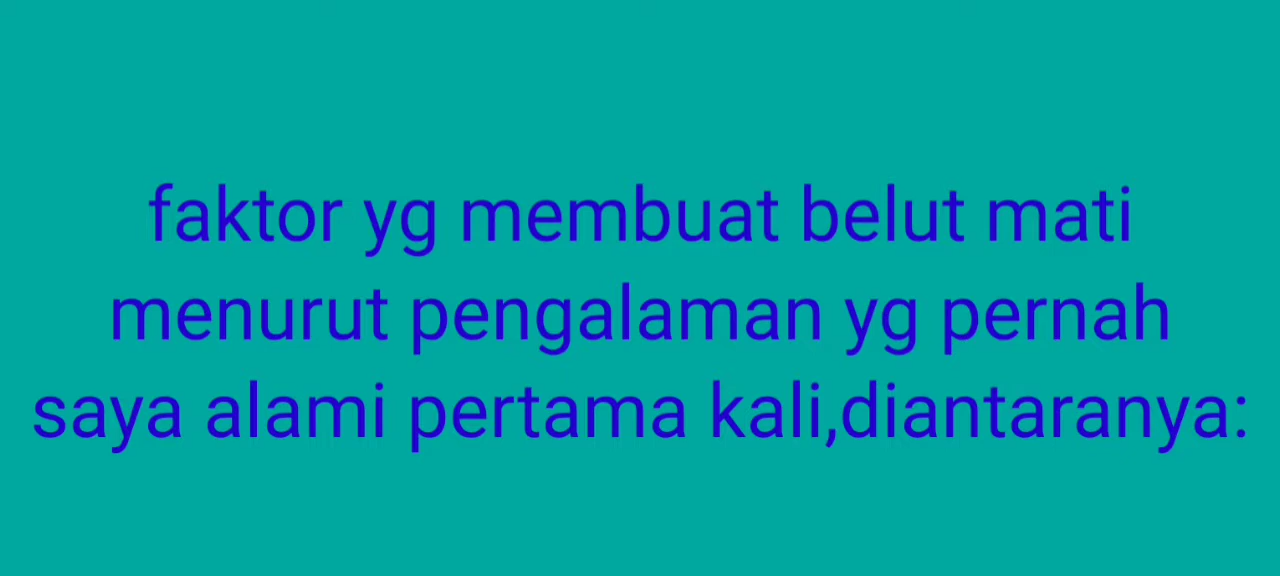 faktor yg membuat belut mati
menurut pengalaman yg pernah
saya alami pertama kali,diantaranya: